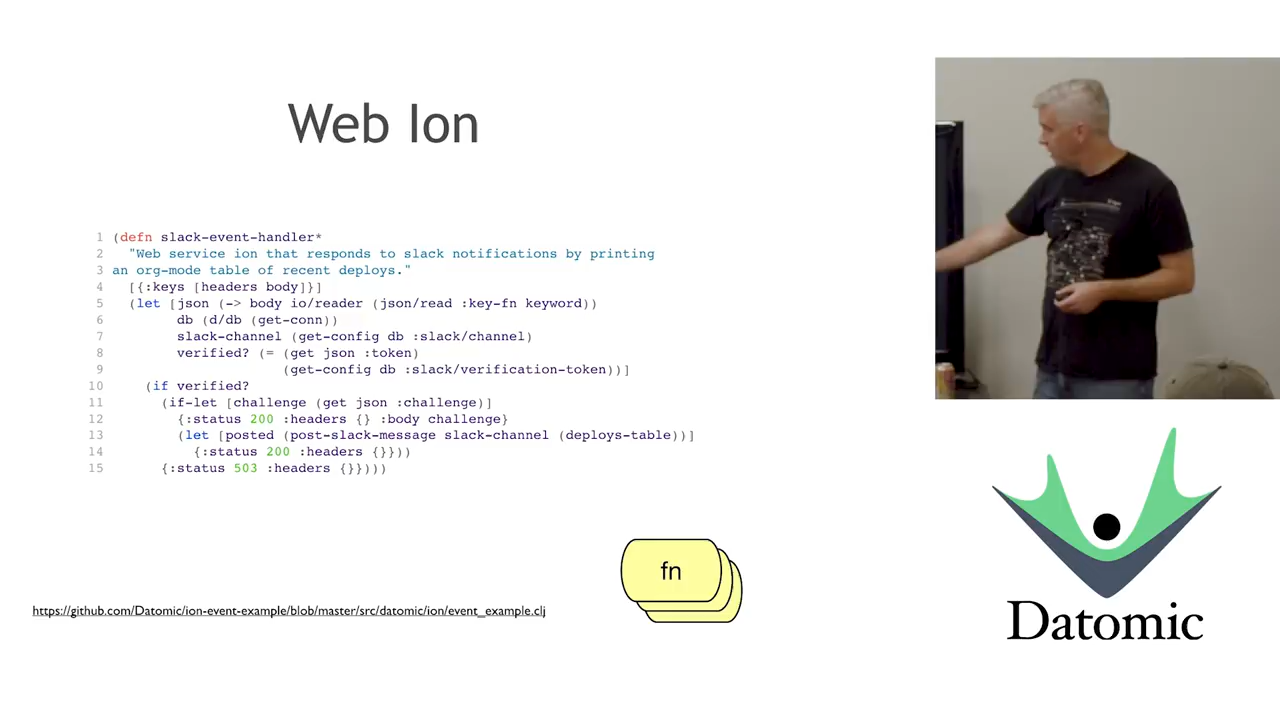 Web Ion
1 (defn slack-event-handler*
2 "Web service ion that responds to slack notifications by printing
3 an org-mode table of recent deploys."
4 [{:keys [headers body]}]
5 (let [json (-> body io/reader (json/read :key-fn keyword))
6 db (d/db (get-conn))
7 slack-channel (get-config db :slack/channel)
8 verified? (= (get json :token)
9 (get-config db :slack/verification-token))]
10 (if verified?
11 (if-let [challenge (get json :challenge)]
12 {:status 200 :headers {} :body challenge}
13 (let [posted (post-slack-message slack-channel (deploys-table))]
14 {:status 200 :headers {}}))
15 {:status 503 :headers {}})))
fn
https://github.com/Datomic/ion-event-example/blob/master/src/datomic/ion/event_example.clj
Datomic